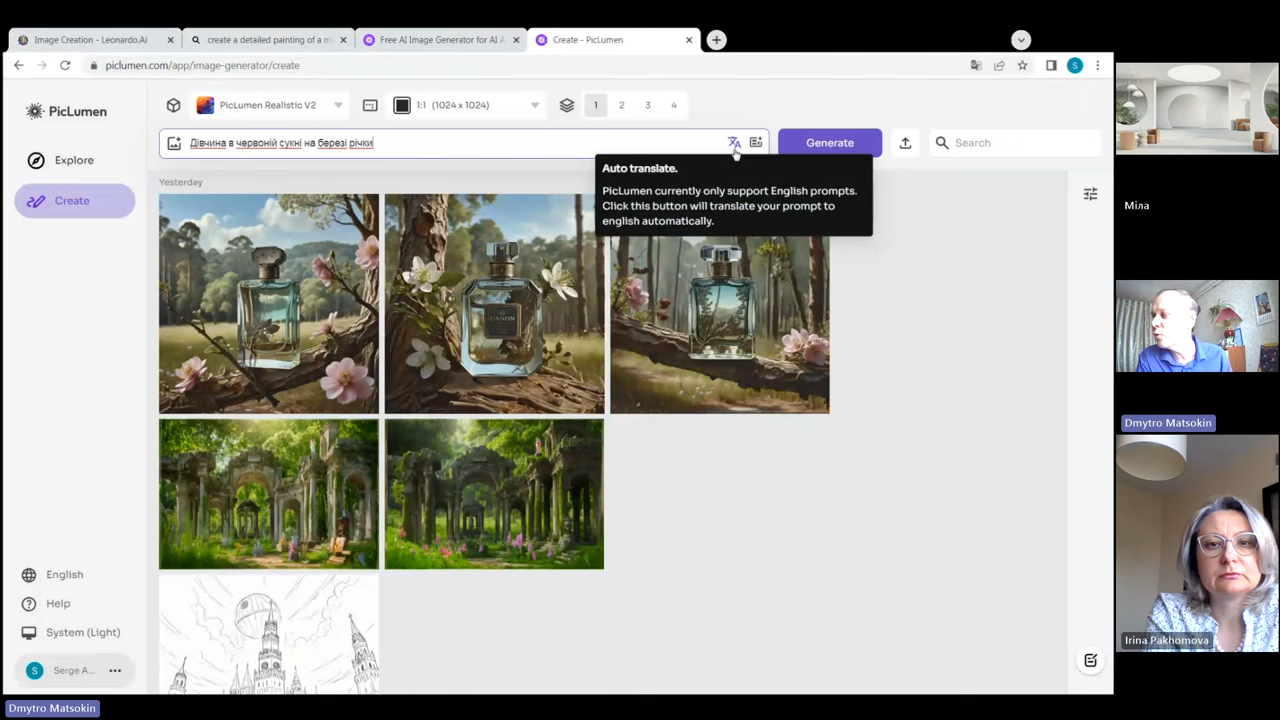 Image Creation - Leonardo.Ai
create a detailed painting of a m
Free AI Image Generator for AI A
Create - PicLumen
piclumen.com/app/image-generator/create
S
PicLumen
PicLumen Realistic V2
1:1 (1024 x 1024)
1
2
3
4
Дівчина в червоній сукні на березі річки
Generate
Search
Explore
Create
Auto translate.
PicLumen currently only support English prompts.
Click this button will translate your prompt to
english automatically.
Yesterday
CANON
English
Help
System (Light)
S
Serge A...
Міла
Dmytro Matsokin
Irina Pakhomova
Dmytro Matsokin